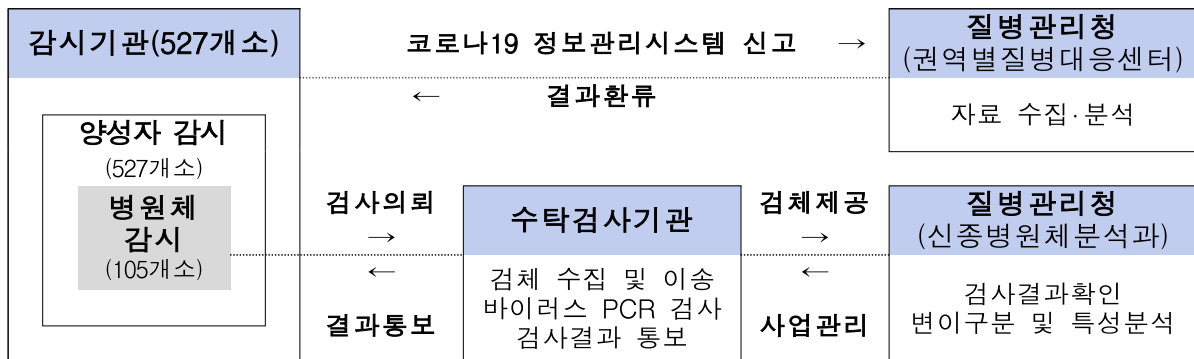 감시기관(527개소)
코로나19 정보관리시스템 신고 →
← 결과환류
질병관리청
(권역별질병대응센터)
자료 수집·분석
양성자 감시
(527개소)
병원체
감시
(105개소)
검사의뢰
→
←
결과통보
수탁검사기관
검체 수집 및 이송
바이러스 PCR 검사
검사결과 통보
검체제공
→
←
사업관리
질병관리청
(신종병원체분석과)
검사결과확인
변이구분 및 특성분석